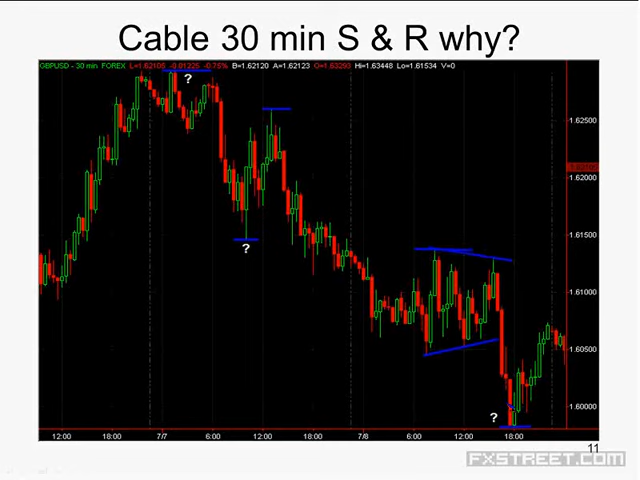 Cable 30 min S & R why?
GBPUSD - 30 min FOREX L=1.62105 -0.01225 -0.75% B=1.62120 A=1.62123 O=1.63293 Hi=1.63448 Lo=1.61534 V=0
?
1.62500
1.62000
?
1.61500
1.61000
1.60500
1.60000
?
12:00 18:00 7/7 6:00 12:00 18:00 7/8 6:00 12:00 18:00
11
FXSTREET.COM